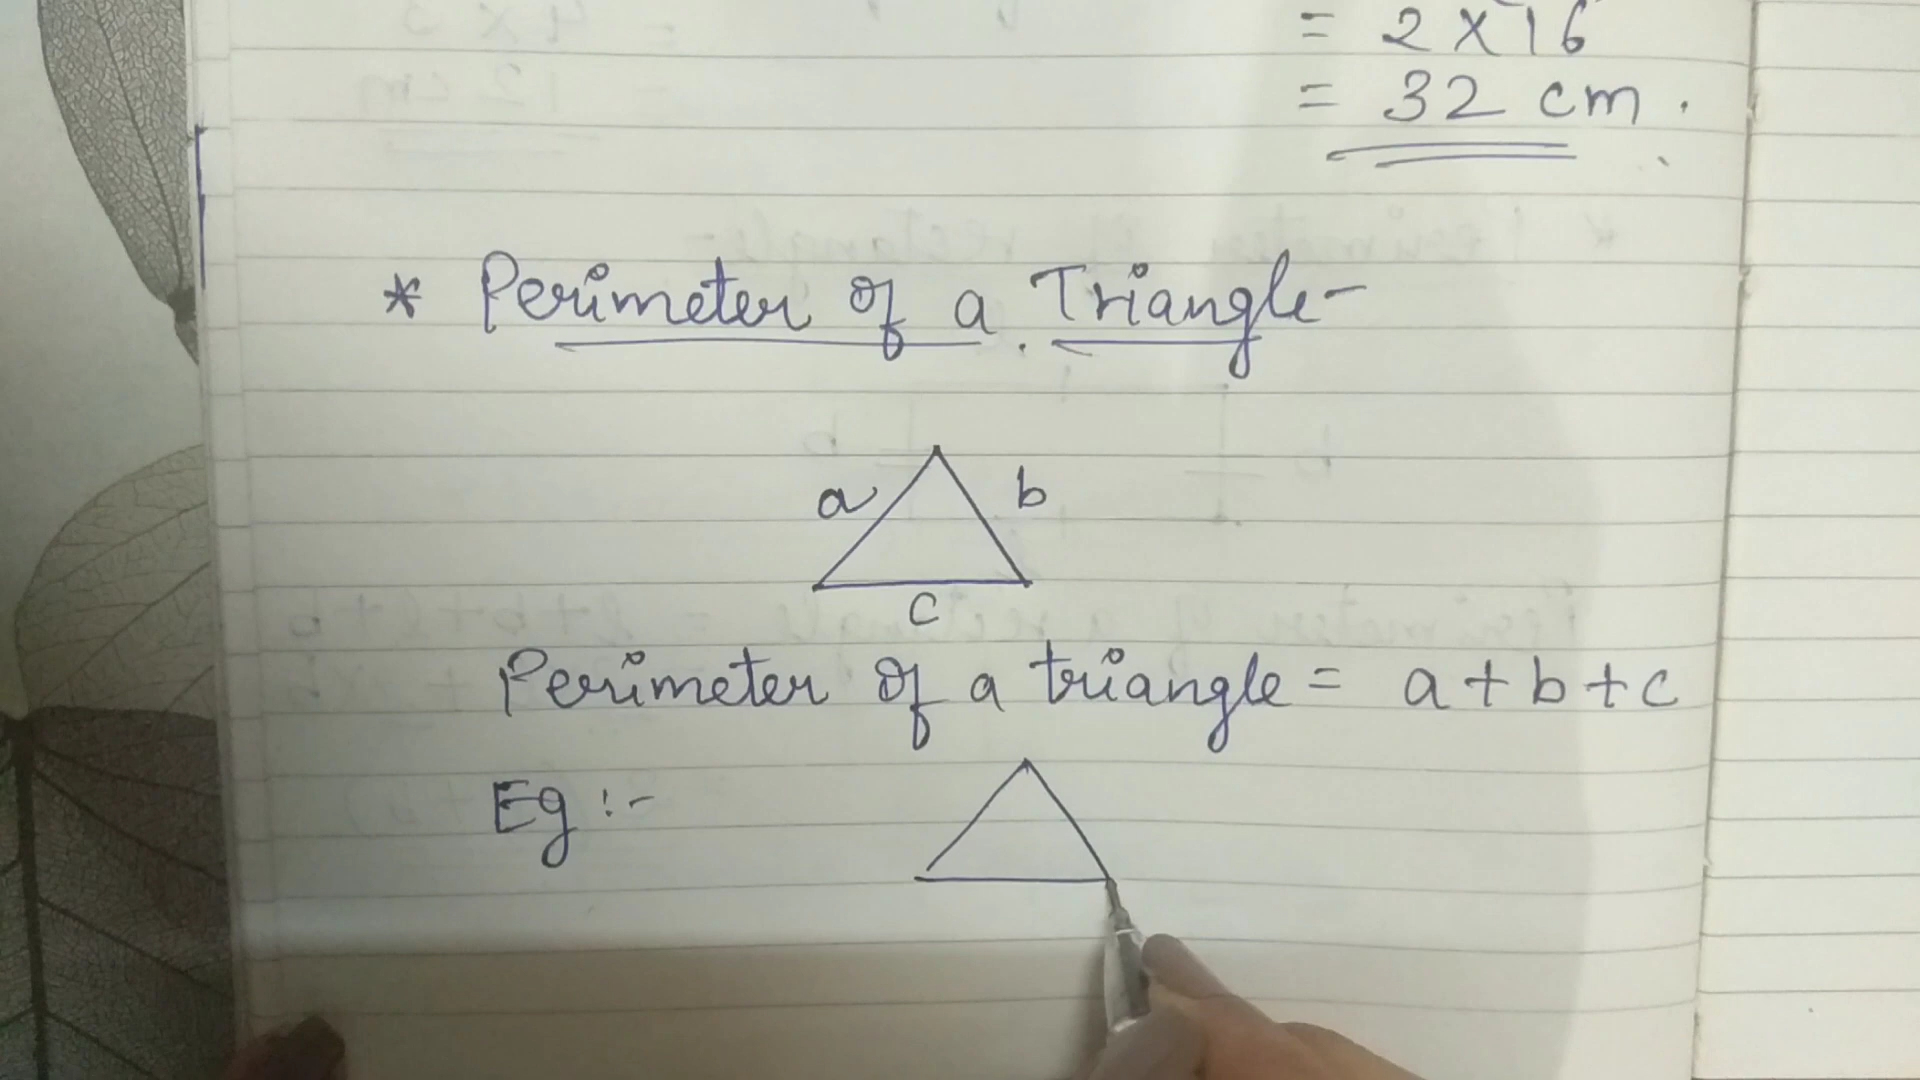 = 2 x 16
= 32 cm.
* Perimeter of a Triangle-
a b
c
Perimeter of a triangle = a + b + c
Eg :-